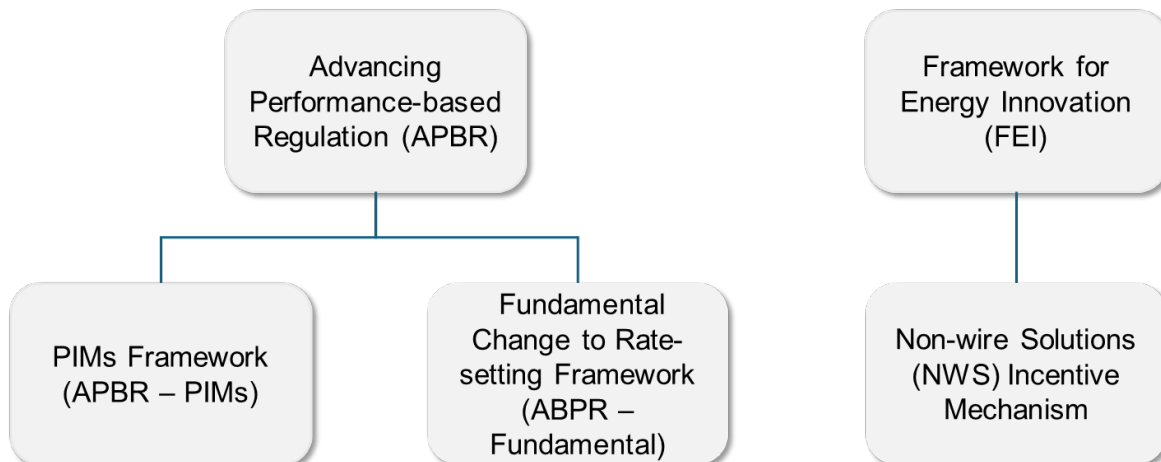 Advancing
Performance-based
Regulation (APBR)
Framework for
Energy Innovation
(FEI)
PIMs Framework
(APBR – PIMs)
Fundamental
Change to Rate-
setting Framework
(ABPR –
Fundamental)
Non-wire Solutions
(NWS) Incentive
Mechanism